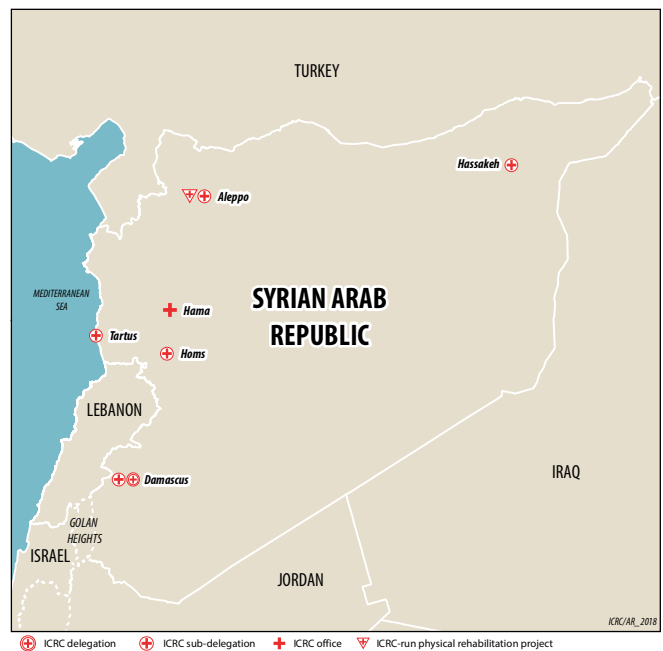 TURKEY
Hassakeh
Aleppo
MEDITERRANEAN
SEA
SYRIAN ARAB
REPUBLIC
Hama
Tartus
Homs
LEBANON
IRAQ
Damascus
GOLAN
HEIGHTS
ISRAEL
JORDAN
ICRC/AR_2018
ICRC delegation ICRC sub-delegation ICRC office ICRC-run physical rehabilitation project